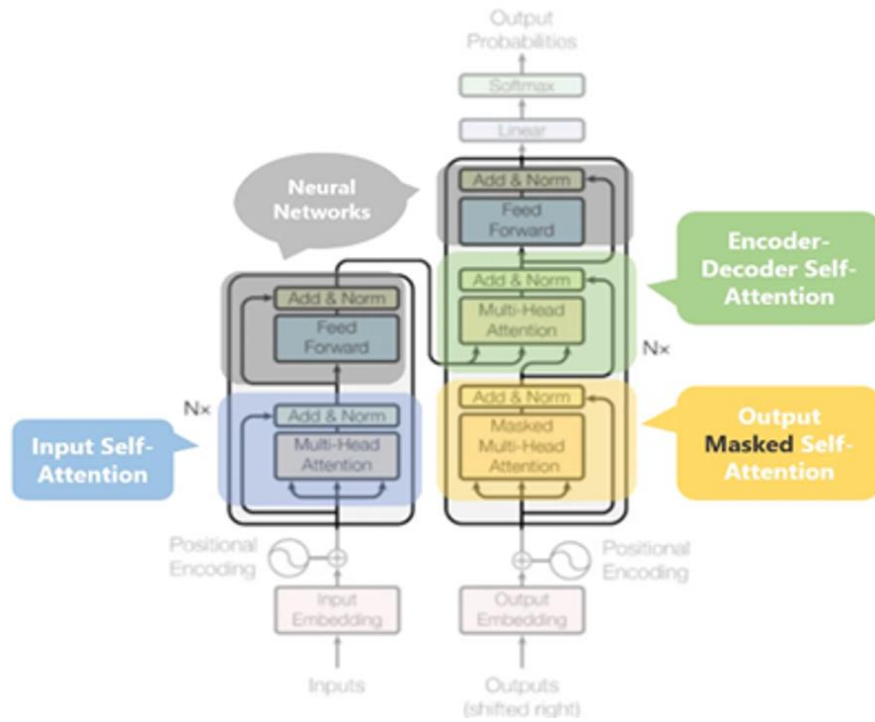 Output
Probabilities
Softmax
Linear
Add & Norm
Feed
Forward
Neural
Networks
Add & Norm
Multi-Head
Attention
Encoder-
Decoder Self-
Attention
Add & Norm
Feed
Forward
Nx
Nx
Add & Norm
Masked
Multi-Head
Attention
Output
Masked Self-
Attention
Add & Norm
Multi-Head
Attention
Input Self-
Attention
Positional
Encoding
Positional
Encoding
Input
Embedding
Output
Embedding
Inputs
Outputs
(shifted right)